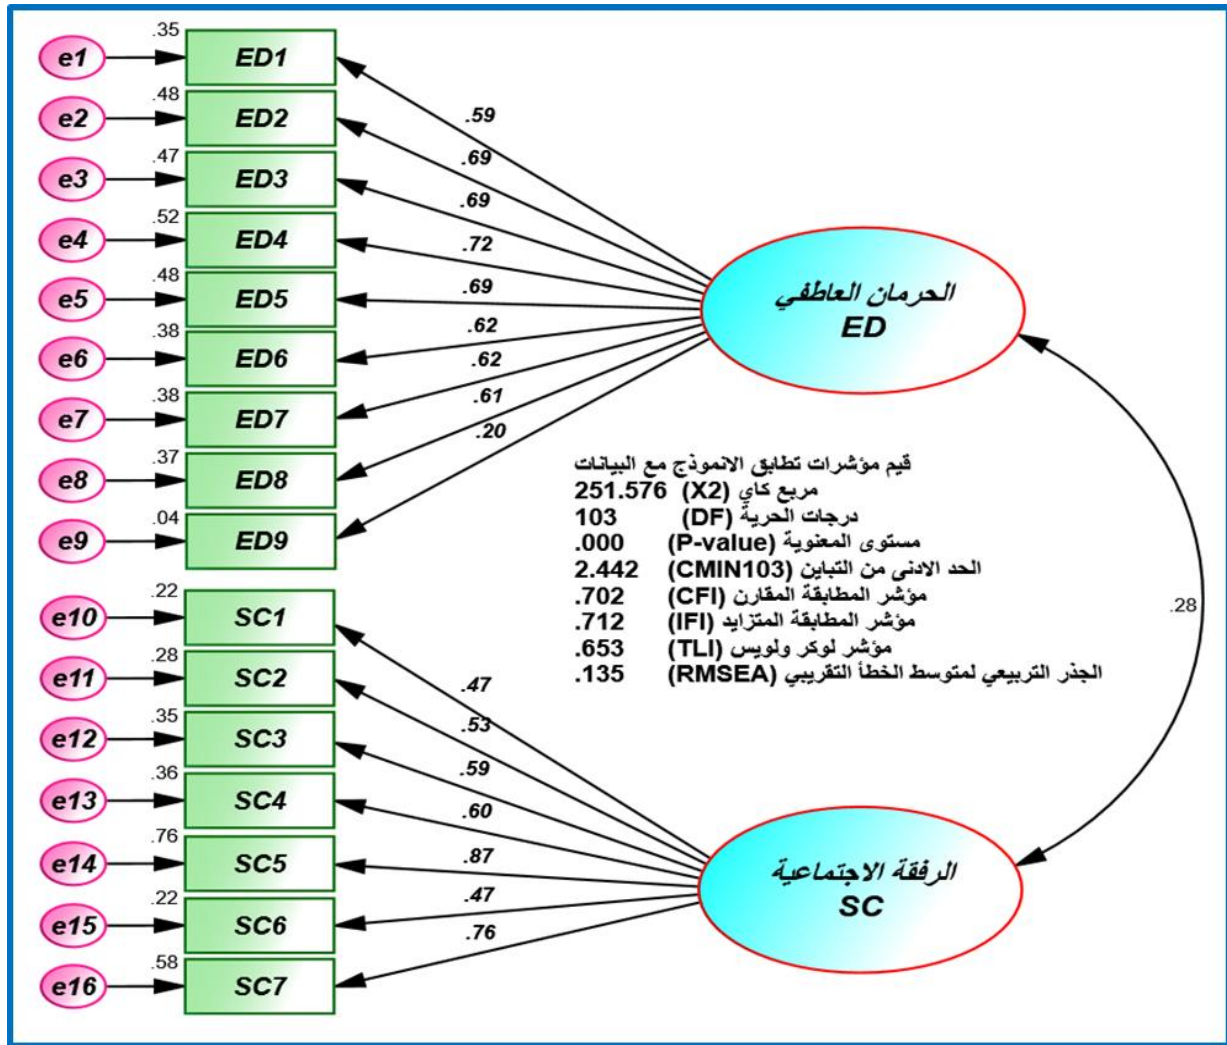 .35
e1 ED1
.48
e2 ED2
.59
.47
e3 ED3
.69
.52
e4 ED4
.69
.48
e5 ED5
.72
.38
e6 ED6
.69
.38
e7 ED7
.62
.37
e8 ED8
.62
.04
e9 ED9
.61
.20
الحرمان العاطفي
ED
قيم مؤشرات تطابق الانموذج مع البيانات
مربع كاي (X2) 251.576
درجات الحرية (DF) 103
مستوى المعنوية (P-value) .000
الحد الادنى من التباين (CMIN103) 2.442
مؤشر المطابقة المقارن (CFI) .702
مؤشر المطابقة المتزايد (IFI) .712
مؤشر لوكر ولويس (TLI) .653
الجذر التربيعي لمتوسط الخطأ التقريبي (RMSEA) .135
.28
.22
e10 SC1
.28
e11 SC2
.47
.35
e12 SC3
.53
.36
e13 SC4
.59
.76
e14 SC5
.60
.22
e15 SC6
.87
.58
e16 SC7
.47
.76
الرفقة الاجتماعية
SC